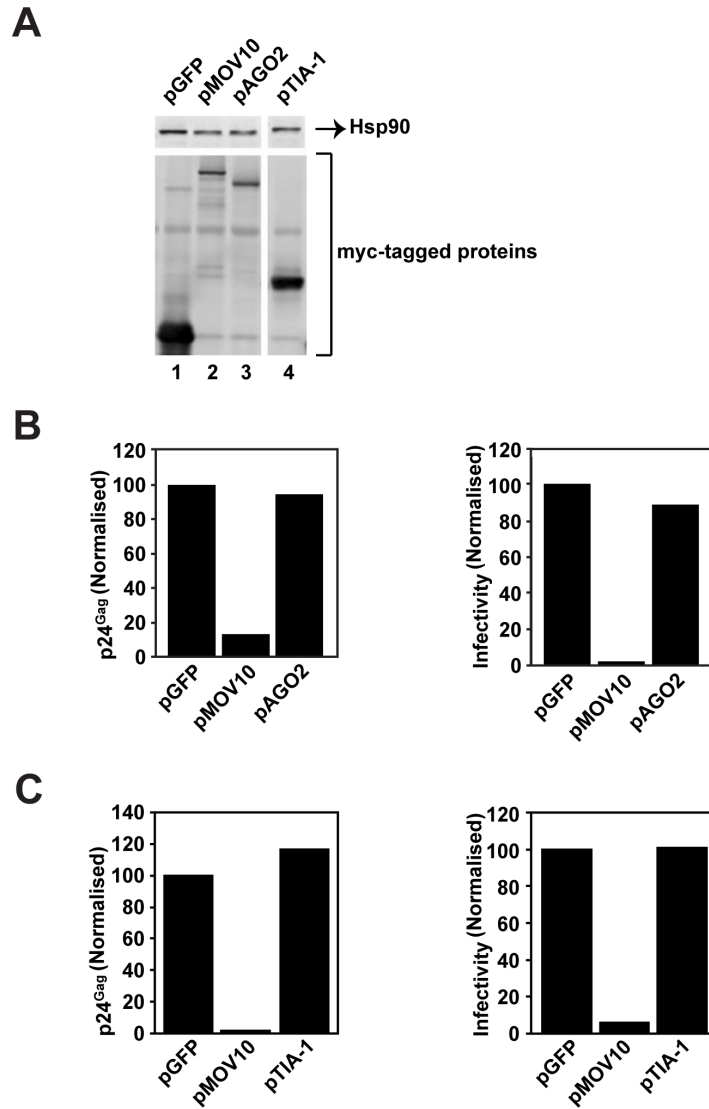 A
pGFP
pMOV10
pAGO2
pTIA-1
Hsp90
myc-tagged proteins
1 2 3 4
B
120
100
80
60
40
20
0
p24Gag (Normalised)
pGFP
pMOV10
pAGO2
120
100
80
60
40
20
0
Infectivity (Normalised)
pGFP
pMOV10
pAGO2
C
140
120
100
80
60
40
20
0
p24Gag (Normalised)
pGFP
pMOV10
pTIA-1
120
100
80
60
40
20
0
Infectivity (Normalised)
pGFP
pMOV10
pTIA-1